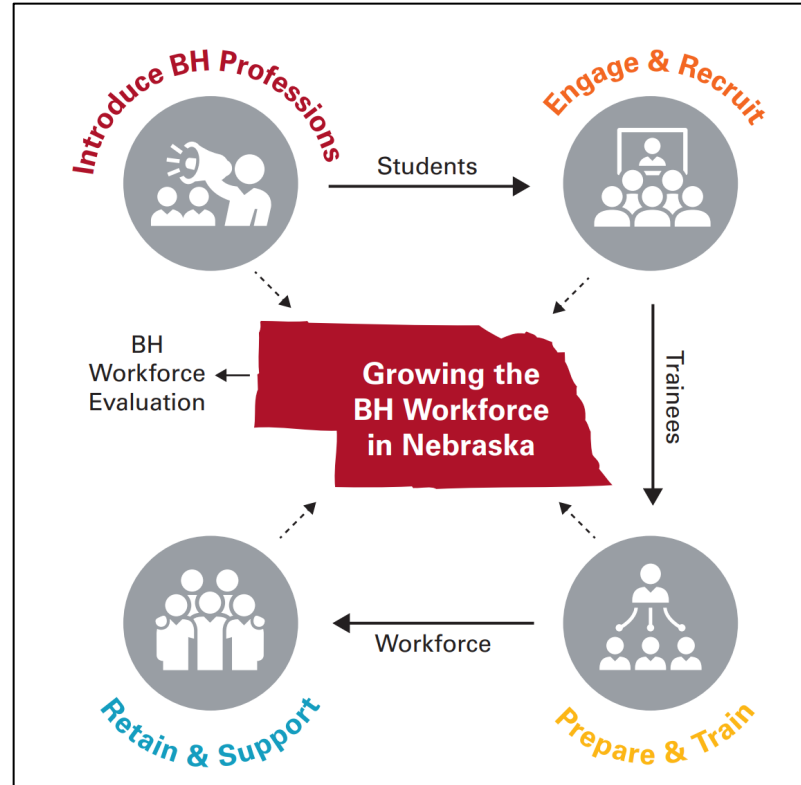 Introduce BH Professions
Engage & Recruit
Students
BH
Workforce
Evaluation
Growing the
BH Workforce
in Nebraska
Trainees
Workforce
Retain & Support
Prepare & Train